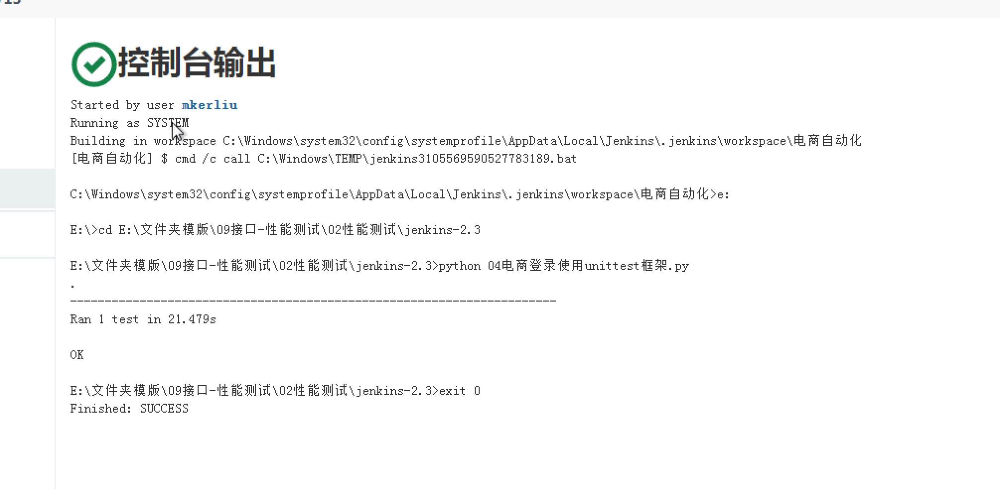 控制台输出
Started by user mkerliu
Running as SYSTEM
Building in workspace C:\Windows\system32\config\systemprofile\AppData\Local\Jenkins\.jenkins\workspace\电商自动化
[电商自动化] $ cmd /c call C:\Windows\TEMP\jenkins3105569590527783189.bat
C:\Windows\system32\config\systemprofile\AppData\Local\Jenkins\.jenkins\workspace\电商自动化>e:
E:\>cd E:\文件夹模版\09接口-性能测试\02性能测试\jenkins-2.3
E:\文件夹模版\09接口-性能测试\02性能测试\jenkins-2.3>python 04电商登录使用unittest框架.py
.
----------------------------------------------------------------------
Ran 1 test in 21.479s
OK
E:\文件夹模版\09接口-性能测试\02性能测试\jenkins-2.3>exit 0
Finished: SUCCESS